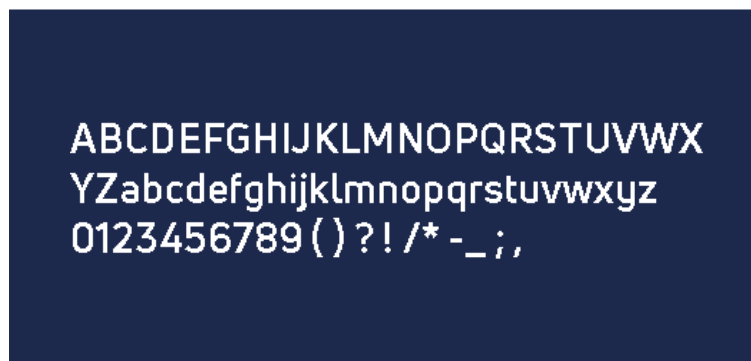 ABCDEFGHIJKLMNOPQRSTUVWX
YZabcdefghijklmnopqrstuvwxyz
0123456789 ( ) ? ! /* -_ ; ,